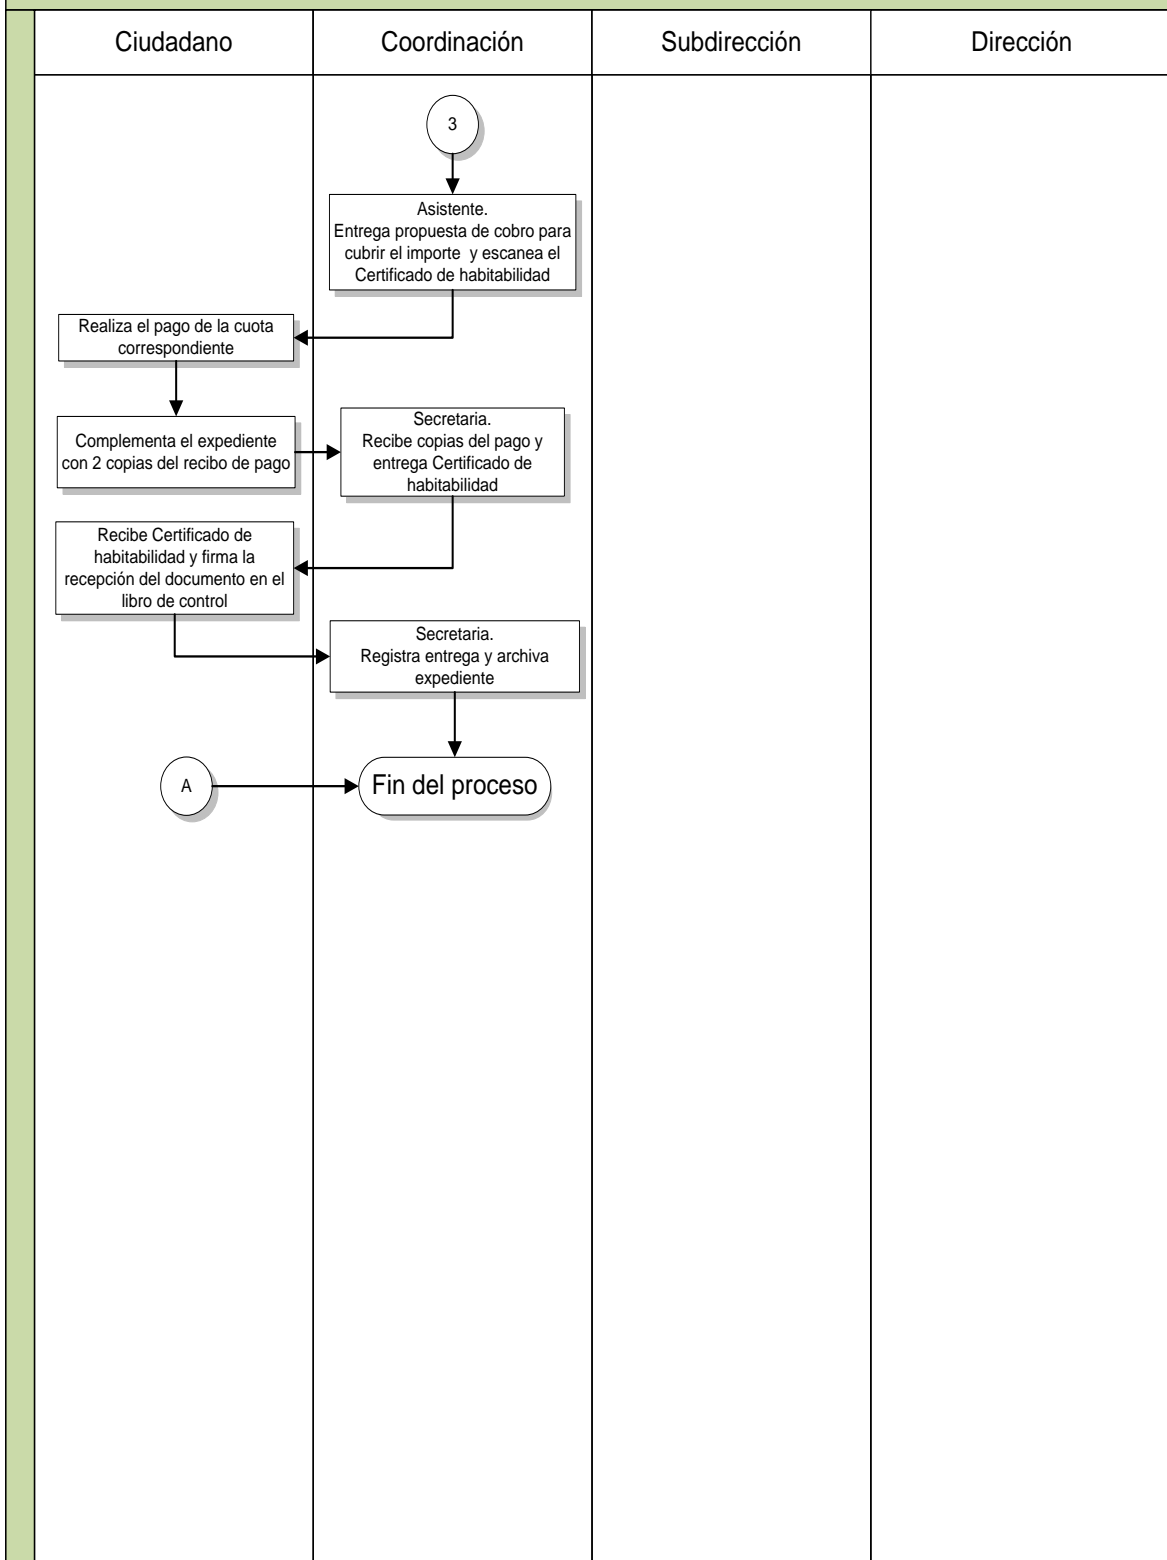 Ciudadano
Coordinación
Subdirección
Dirección
3
Asistente.
Entrega propuesta de cobro para
cubrir el importe y escanea el
Certificado de habitabilidad
Realiza el pago de la cuota
correspondiente
Complementa el expediente
con 2 copias del recibo de pago
Secretaria.
Recibe copias del pago y
entrega Certificado de
habitabilidad
Recibe Certificado de
habitabilidad y firma la
recepción del documento en el
libro de control
Secretaria.
Registra entrega y archiva
expediente
A
Fin del proceso